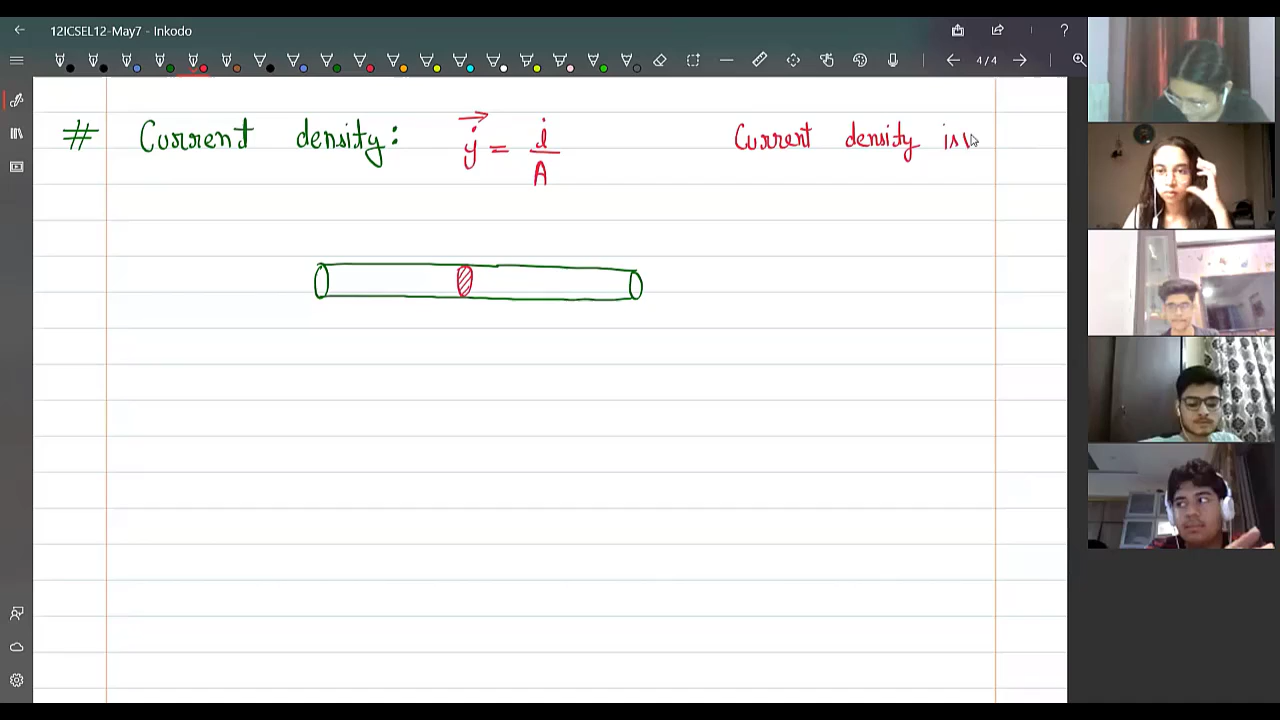 12ICSEL12-May7 - Inkodo
4/4
# Current density: j = i/A
Current density is